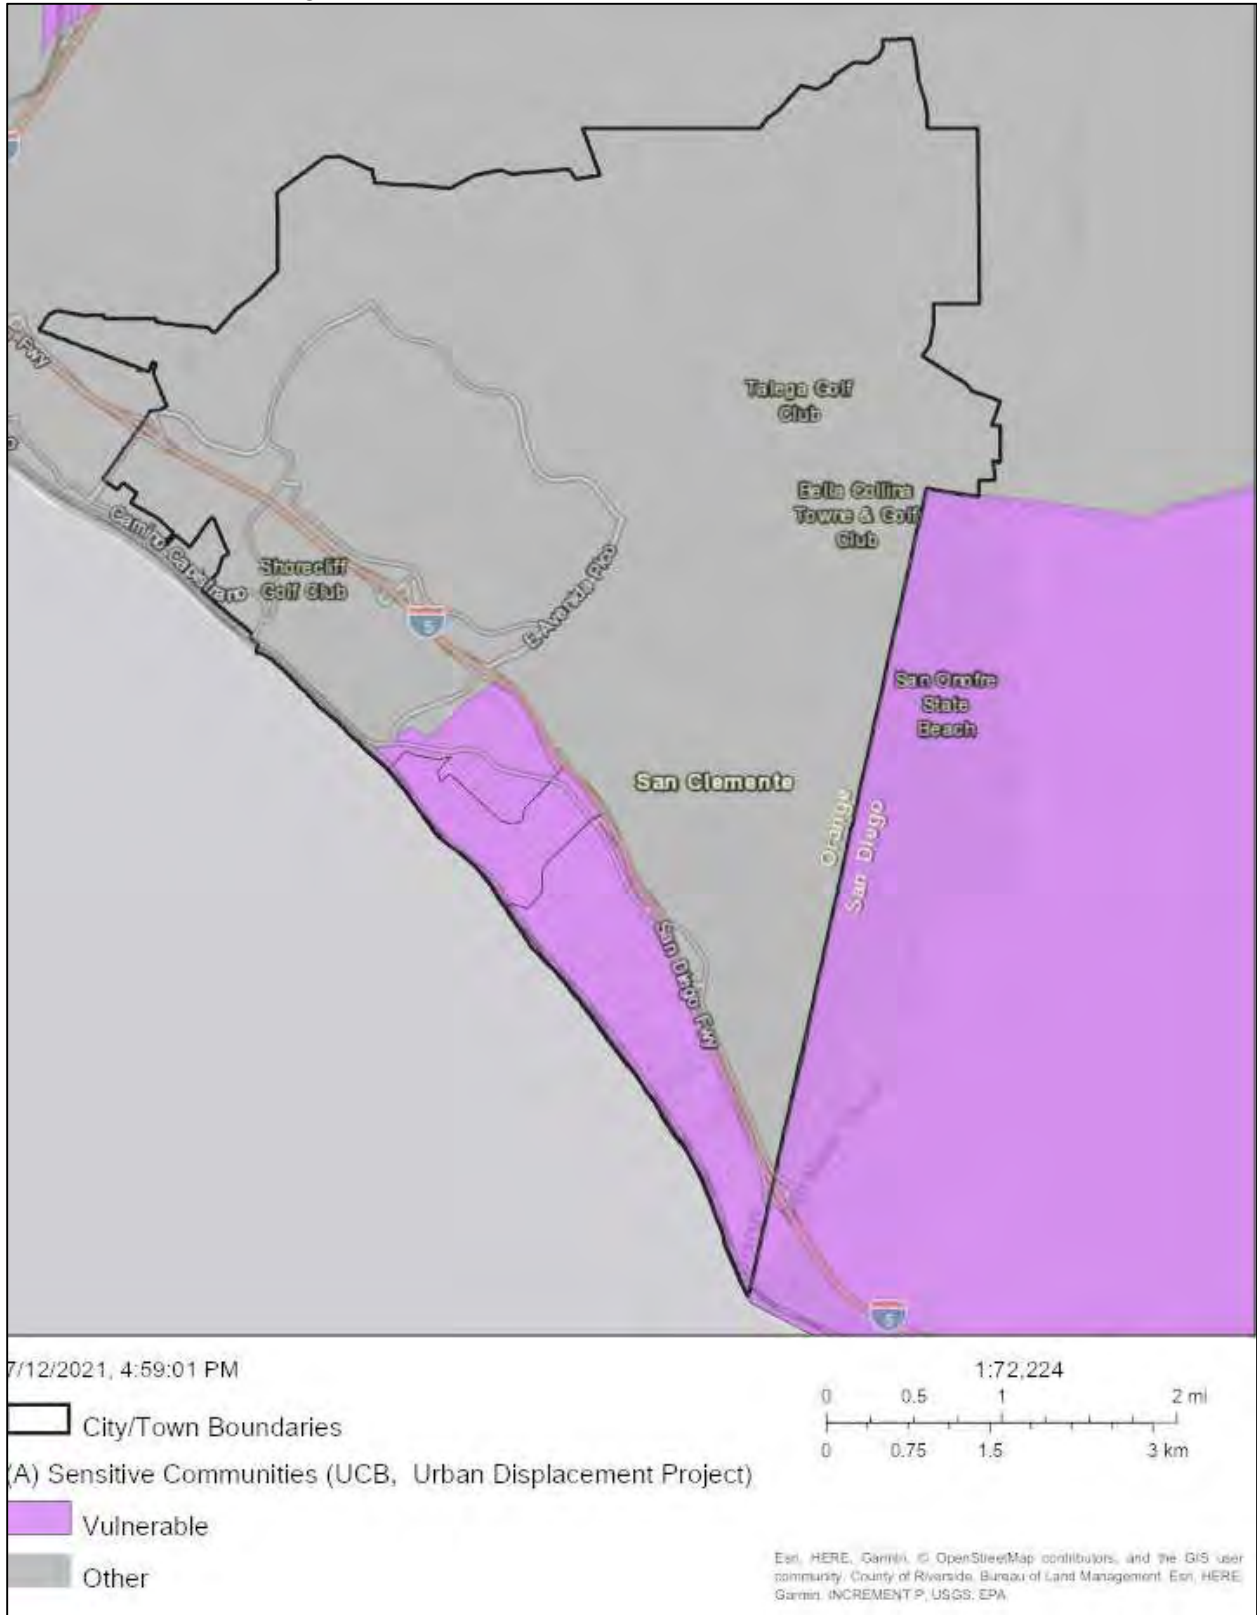 Fwy
Talega Golf
Club
Bella Collina
Towne & Golf
Club
Camino Capistrano
Shorecliff
Golf Club
5
E Avenida Pico
San Onofre
State
Beach
San Clemente
Orange
San Diego
San Diego Fwy
5
7/12/2021, 4:59:01 PM
1:72,224
0 0.5 1 2 mi
0 0.75 1.5 3 km
City/Town Boundaries
(A) Sensitive Communities (UCB, Urban Displacement Project)
Vulnerable
Other
Esri, HERE, Garmin, © OpenStreetMap contributors, and the GIS user
community, County of Riverside, Bureau of Land Management, Esri, HERE,
Garmin, INCREMENT P, USGS, EPA